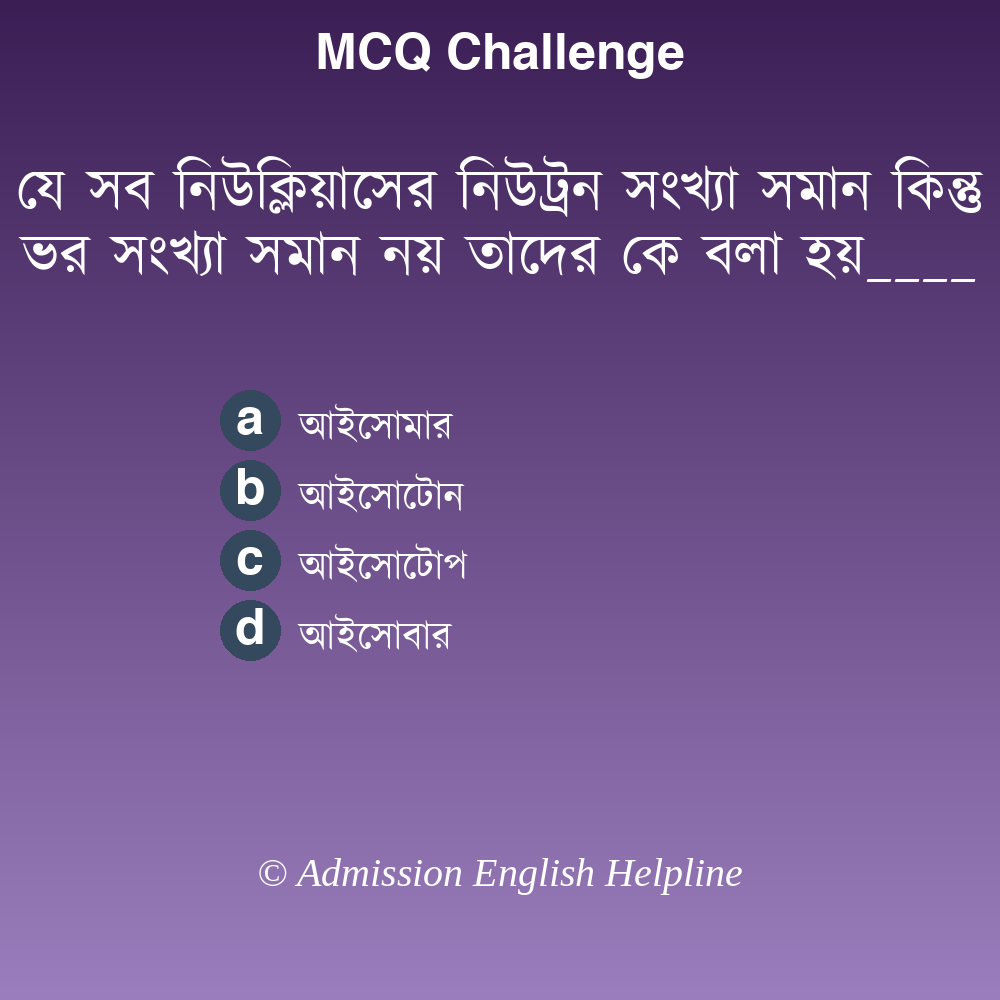 MCQ Challenge
যে সব নিউক্লিয়াসের নিউট্রন সংখ্যা সমান কিন্তু
ভর সংখ্যা সমান নয় তাদের কে বলা হয়____
a আইসোমার
b আইসোটোন
c আইসোটোপ
d আইসোবার
© Admission English Helpline